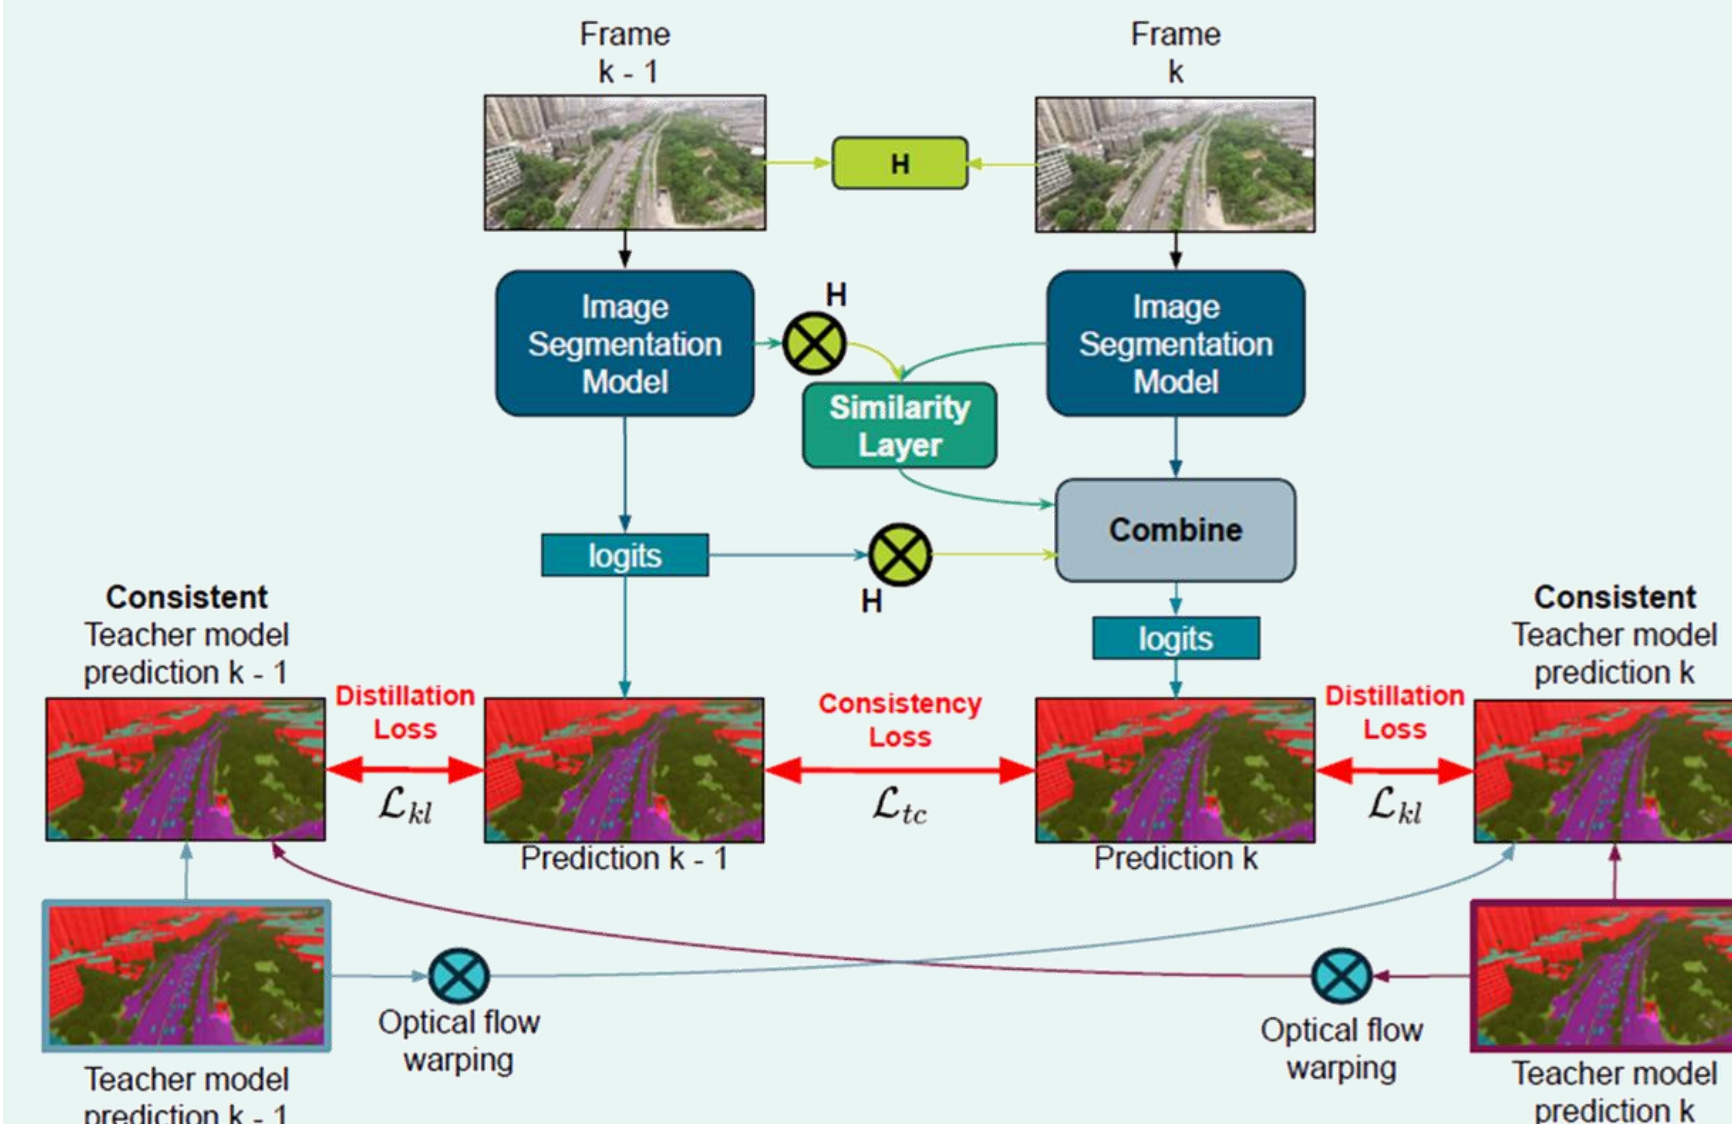 Frame
k - 1
Frame
k
H
Image
Segmentation
Model
H
Image
Segmentation
Model
Similarity
Layer
Combine
logits
H
logits
Consistent
Teacher model
prediction k - 1
Consistent
Teacher model
prediction k
Distillation
Loss
Consistency
Loss
Distillation
Loss
ℒkl
ℒtc
ℒkl
Prediction k - 1
Prediction k
Optical flow
warping
Optical flow
warping
Teacher model
prediction k - 1
Teacher model
prediction k